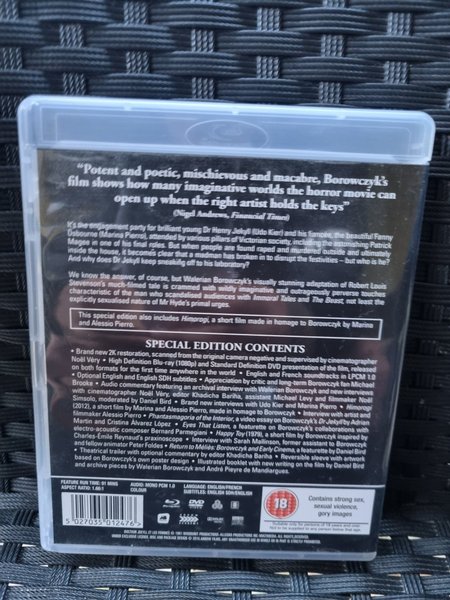 “Potent and poetic, mischievous and macabre, Borowczyk's
film shows how many imaginative worlds the horror movie can
open up when the right artist holds the keys”
(Nigel Andrews, Financial Times)
It's the engagement party for brilliant young Dr Henry Jekyll (Udo Kier) and his fiancée, the beautiful Fanny
Osbourne (Marina Pierro), attended by various pillars of Victorian society, including the astonishing Patrick
Magee in one of his final roles. But when people are found raped and murdered outside and ultimately
inside the house, it becomes clear that a madman has broken in to disrupt the festivities – but who is he?
And why does Dr Jekyll keep sneaking off to his laboratory?
We know the answer, of course, but Walerian Borowczyk's visually stunning adaptation of Robert Louis
Stevenson's much-filmed tale is crammed with wildly imaginative and outrageously perverse touches
characteristic of the man who scandalised audiences with Immoral Tales and The Beast, not least the
explicitly sexualised nature of Mr Hyde's primal urges.
This special edition also includes Himorogi, a short film made in homage to Borowczyk by Marina
and Alessio Pierro.
SPECIAL EDITION CONTENTS
• Brand new 2K restoration, scanned from the original camera negative and supervised by cinematographer
Noël Véry • High Definition Blu-ray (1080p) and Standard Definition DVD presentation of the film, released
on both formats for the first time anywhere in the world • English and French soundtracks in LPCM 1.0
• Optional English and English SDH subtitles • Appreciation by critic and long-term Borowczyk fan Michael
Brooke • Audio commentary featuring an archival interview with Walerian Borowczyk and new interviews
with cinematographer Noël Véry, editor Khadicha Bariha, assistant Michael Levy and filmmaker Noël
Simsolo, moderated by Daniel Bird • Brand new interviews with Udo Kier and Marina Pierro • Himorogi
(2012), a short film by Marina and Alessio Pierro, made in homage to Borowczyk • Interview with artist and
filmmaker Alessio Pierro • Phantasmagoria of the Interior, a video essay on Borowczyk's Dr Jekyll by Adrian
Martin and Cristina Álvarez López • Eyes That Listen, a featurette on Borowczyk's collaborations with
electro-acoustic composer Bernard Parmegiani • Happy Toy (1979), a short film by Borowczyk inspired by
Charles-Émile Reynaud's praxinoscope • Interview with Sarah Mallinson, former assistant to Borowczyk
and fellow animator Peter Foldes • Return to Méliès: Borowczyk and Early Cinema, a featurette by Daniel Bird
• Theatrical trailer with optional commentary by editor Khadicha Bariha • Reversible sleeve with artwork
based on Borowczyk's own poster design • Illustrated booklet with new writing on the film by Daniel Bird
and archive pieces by Walerian Borowczyk and André Pieyre de Mandiargues
FEATURE RUN TIME: 91 MINS
ASPECT RATIO: 1.66:1
AUDIO: MONO PCM 1.0
COLOUR
LANGUAGE: ENGLISH/FRENCH
SUBTITLES: ENGLISH SDH/ENGLISH
5 027035 012476
18
Contains strong sex,
sexual violence,
gory images
Suitable only for persons of 18 years and over.
Not to be supplied to any person below that age.